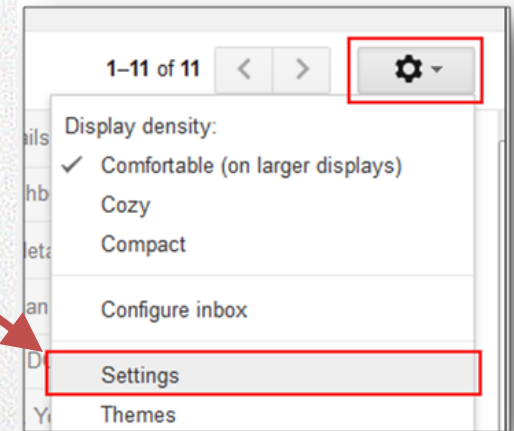 1–11 of 11
Display density:
Comfortable (on larger displays)
Cozy
Compact
Configure inbox
Settings
Themes